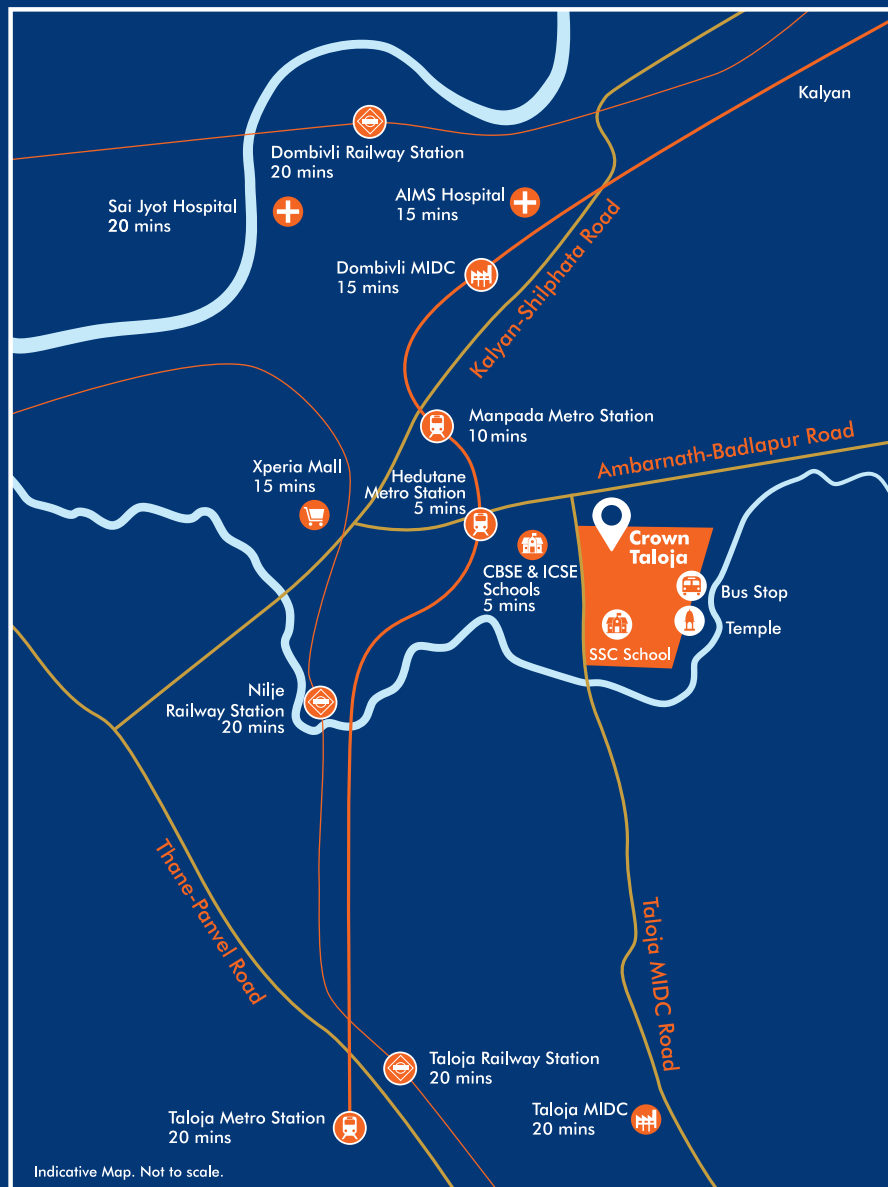 Kalyan
Dombivli Railway Station
20 mins
Sai Jyot Hospital
20 mins
AIMS Hospital
15 mins
Dombivli MIDC
15 mins
Kalyan-Shilphata Road
Manpada Metro Station
10 mins
Ambarnath-Badlapur Road
Xperia Mall
15 mins
Hedutane
Metro Station
5 mins
Crown
Taloja
CBSE & ICSE
Schools
5 mins
Bus Stop
Temple
SSC School
Nilje
Railway Station
20 mins
Thane-Panvel Road
Taloja MIDC Road
Taloja Railway Station
20 mins
Taloja Metro Station
20 mins
Taloja MIDC
20 mins
Indicative Map. Not to scale.